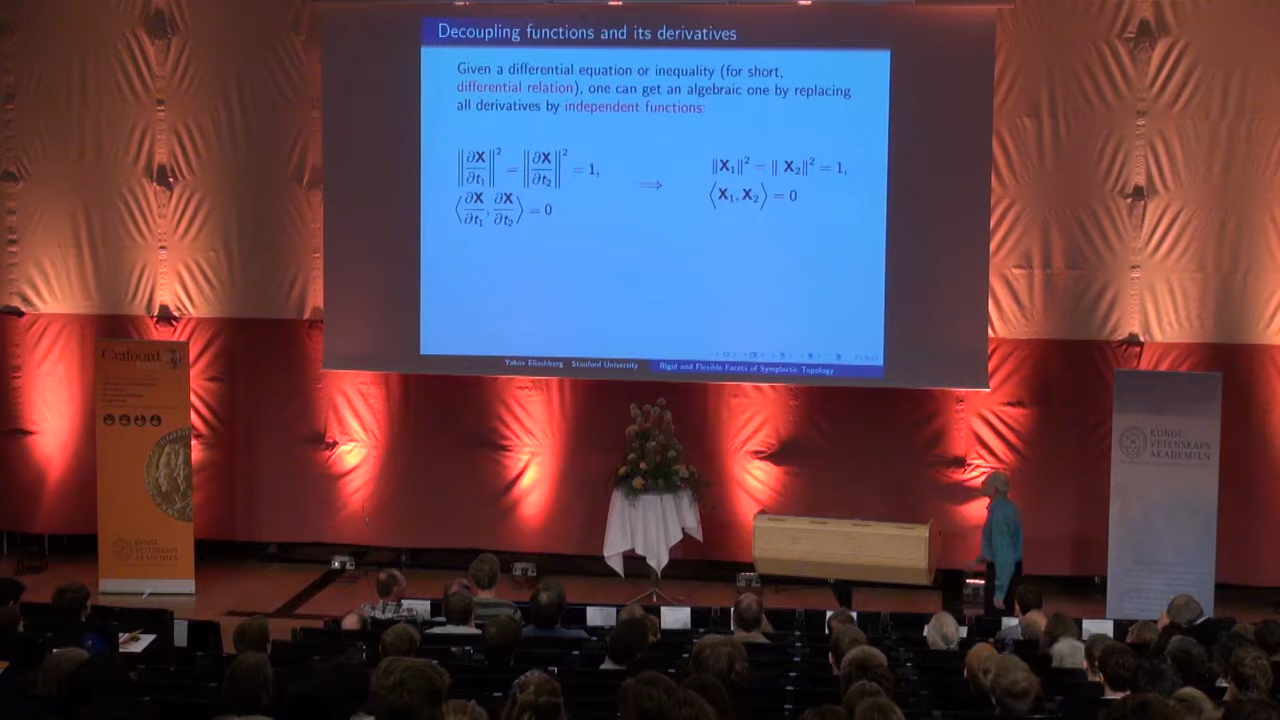 Decoupling functions and its derivatives
Given a differential equation or inequality (for short,
differential relation), one can get an algebraic one by replacing
all derivatives by independent functions:
‖∂X/∂t₁‖² = ‖∂X/∂t₂‖² = 1, ⟹ ‖X₁‖² = ‖ X₂‖² = 1,
⟨∂X/∂t₁, ∂X/∂t₂⟩ = 0 ⟨X₁, X₂⟩ = 0
Yakov Eliashberg Stanford University Rigid and Flexible Facets of Symplectic Topology
Crafoord
KUNGL.
VETENSKAPS
AKADEMIEN
KUNGL.
VETENSKAPS
AKADEMIEN